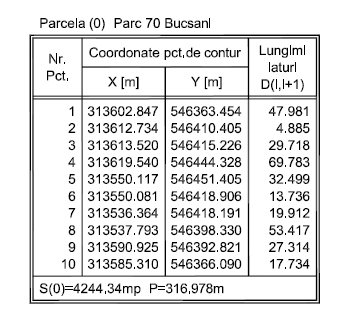 Parcela (0) Parc 70 Bucsani
Nr. Pct. Coordonate pct.de contur Lungimi laturi D(i,i+1)
X [m] Y [m]
1 313602.847 546363.454 47.981
2 313612.734 546410.405 4.885
3 313613.520 546415.226 29.718
4 313619.540 546444.328 69.783
5 313550.117 546451.405 32.499
6 313550.081 546418.906 13.736
7 313536.364 546418.191 19.912
8 313537.793 546398.330 53.417
9 313590.925 546392.821 27.314
10 313585.310 546366.090 17.734
S(0)=4244,34mp P=316,978m